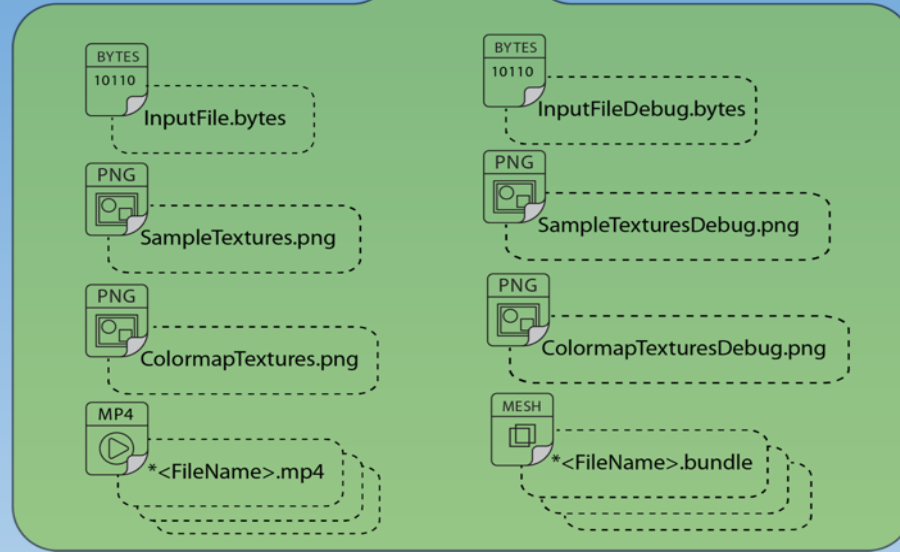 BYTES
10110
InputFile.bytes
PNG
SampleTextures.png
PNG
ColormapTextures.png
MP4
*<FileName>.mp4
BYTES
10110
InputFileDebug.bytes
PNG
SampleTexturesDebug.png
PNG
ColormapTexturesDebug.png
MESH
*<FileName>.bundle